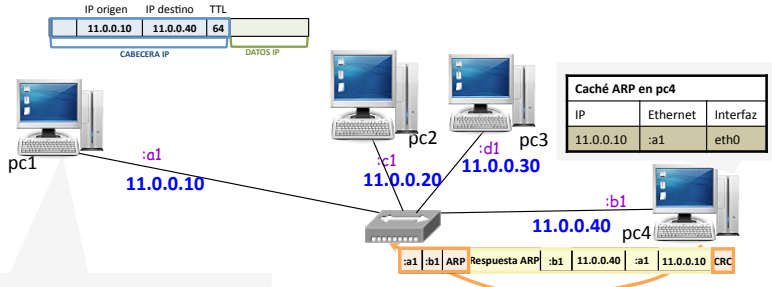 IP origen IP destino TTL
11.0.0.10 11.0.0.40 64
CABECERA IP DATOS IP
Caché ARP en pc4
IP Ethernet Interfaz
11.0.0.10 :a1 eth0
pc1
:a1
11.0.0.10
pc2
:c1
11.0.0.20
pc3
:d1
11.0.0.30
:b1
11.0.0.40
pc4
:a1 :b1 ARP Respuesta ARP :b1 11.0.0.40 :a1 11.0.0.10 CRC